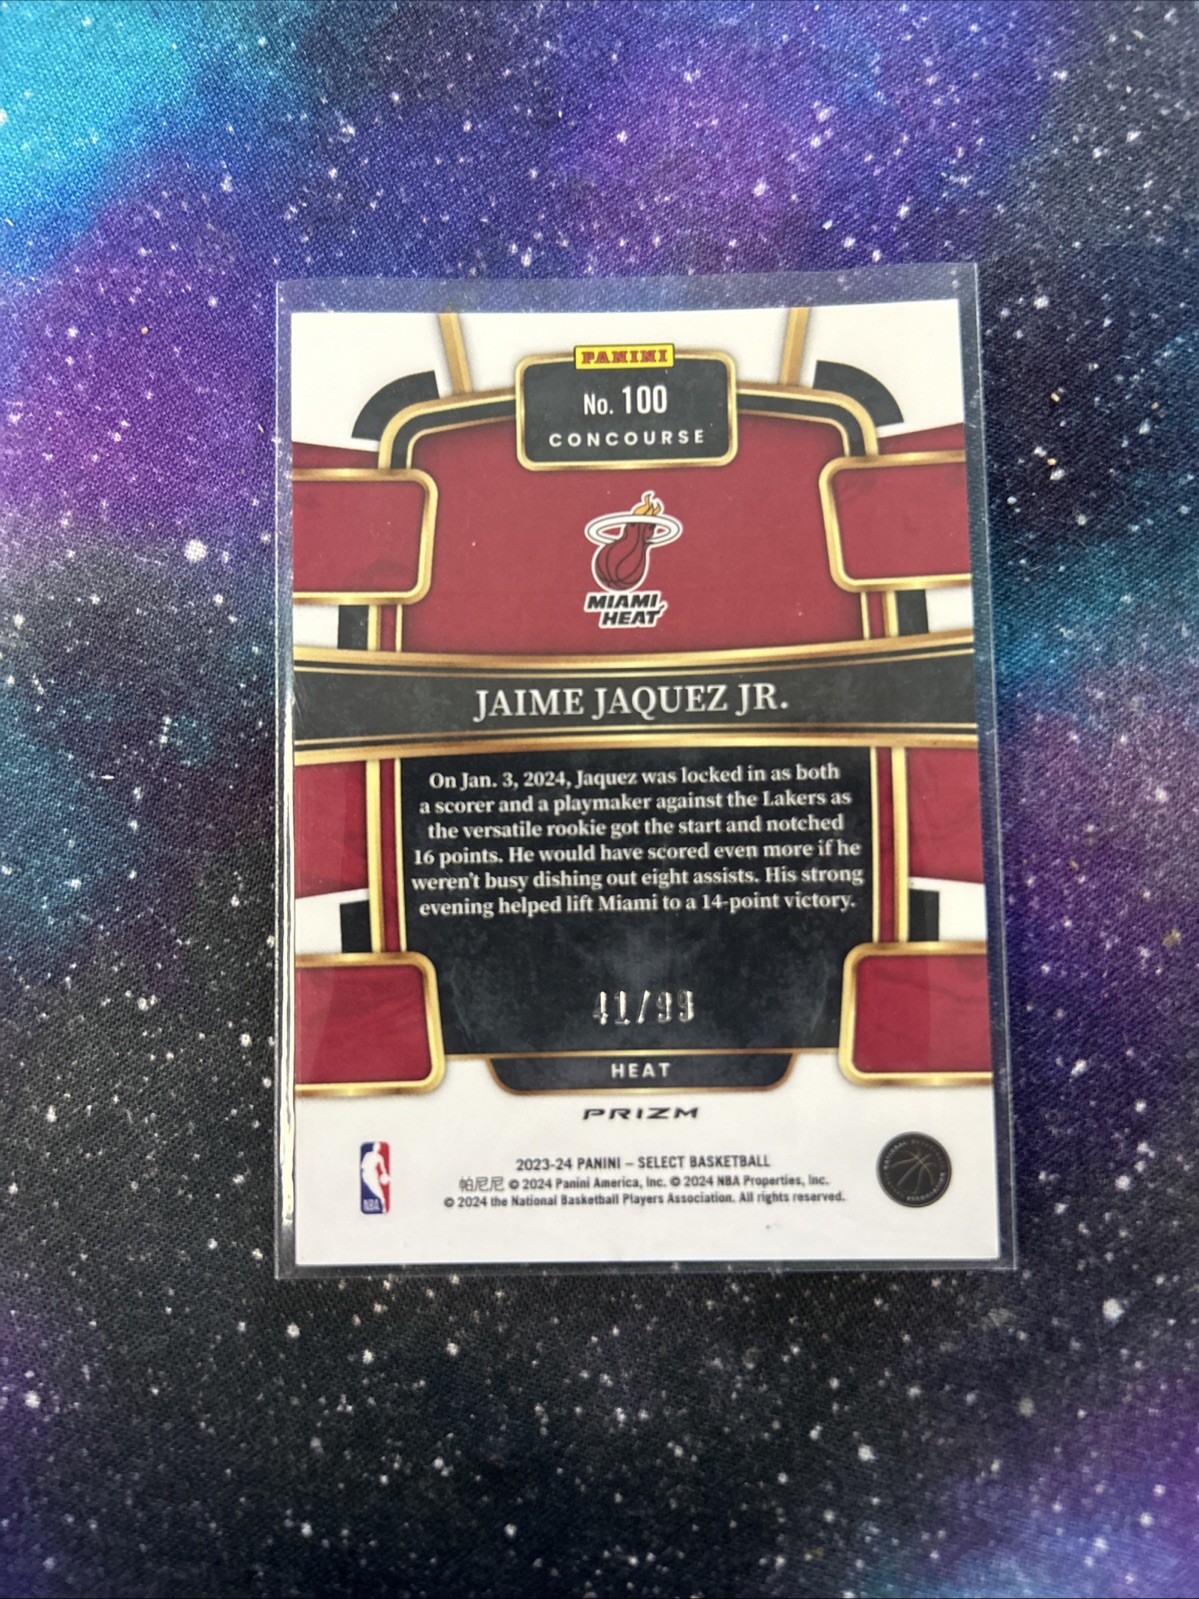 PANINI
No. 100
CONCOURSE
MIAMI
HEAT
JAIME JAQUEZ JR.
On Jan. 3, 2024, Jaquez was locked in as both
a scorer and a playmaker against the Lakers as
the versatile rookie got the start and notched
16 points. He would have scored even more if he
weren't busy dishing out eight assists. His strong
evening helped lift Miami to a 14-point victory.
41/99
HEAT
PRIZM
NBA
2023-24 PANINI – SELECT BASKETBALL
帕尼尼 © 2024 Panini America, Inc. © 2024 NBA Properties, Inc.
© 2024 the National Basketball Players Association. All rights reserved.